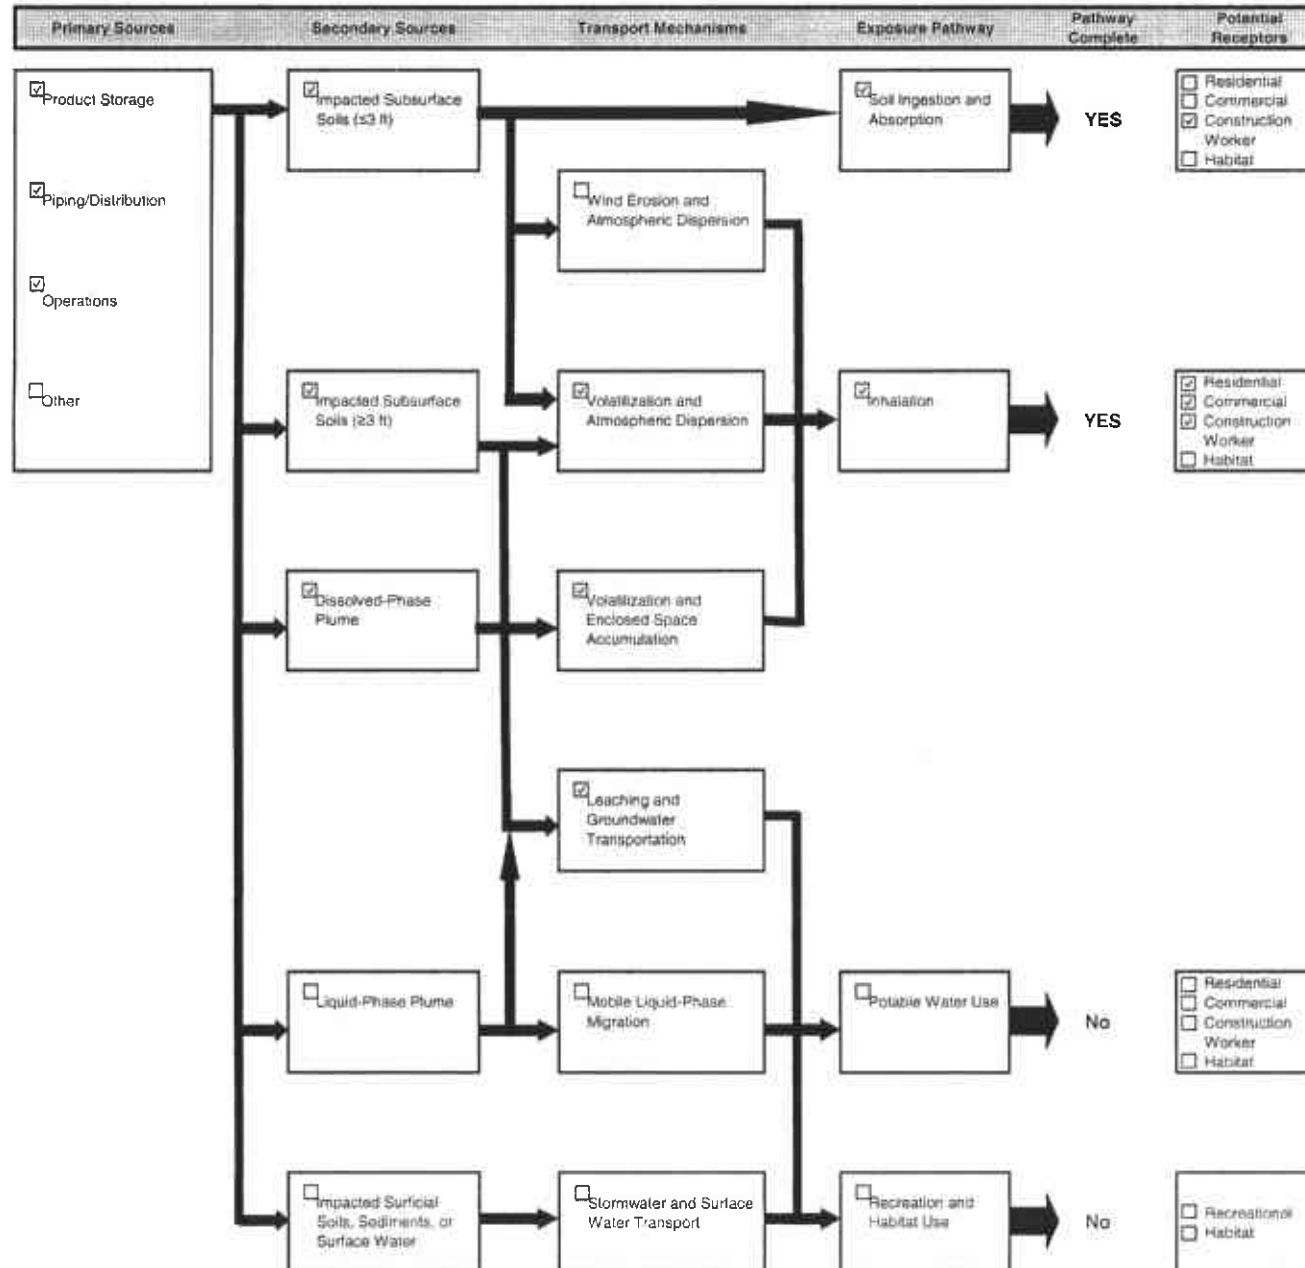 Primary Sources
Secondary Sources
Transport Mechanisms
Exposure Pathway
Pathway
Complete
Potential
Receptors
Product Storage
Piping/Distribution
Operations
Other
Impacted Subsurface
Soils (≤3 ft)
Soil Ingestion and
Absorption
YES
Residential
Commercial
Construction
Worker
Habitat
Wind Erosion and
Atmospheric Dispersion
Impacted Subsurface
Soils (≥3 ft)
Volatilization and
Atmospheric Dispersion
Inhalation
YES
Residential
Commercial
Construction
Worker
Habitat
Dissolved-Phase
Plume
Volatilization and
Enclosed Space
Accumulation
Leaching and
Groundwater
Transportation
Liquid-Phase Plume
Mobile Liquid-Phase
Migration
Potable Water Use
No
Residential
Commercial
Construction
Worker
Habitat
Impacted Surficial
Soils, Sediments, or
Surface Water
Stormwater and Surface
Water Transport
Recreation and
Habitat Use
No
Recreational
Habitat